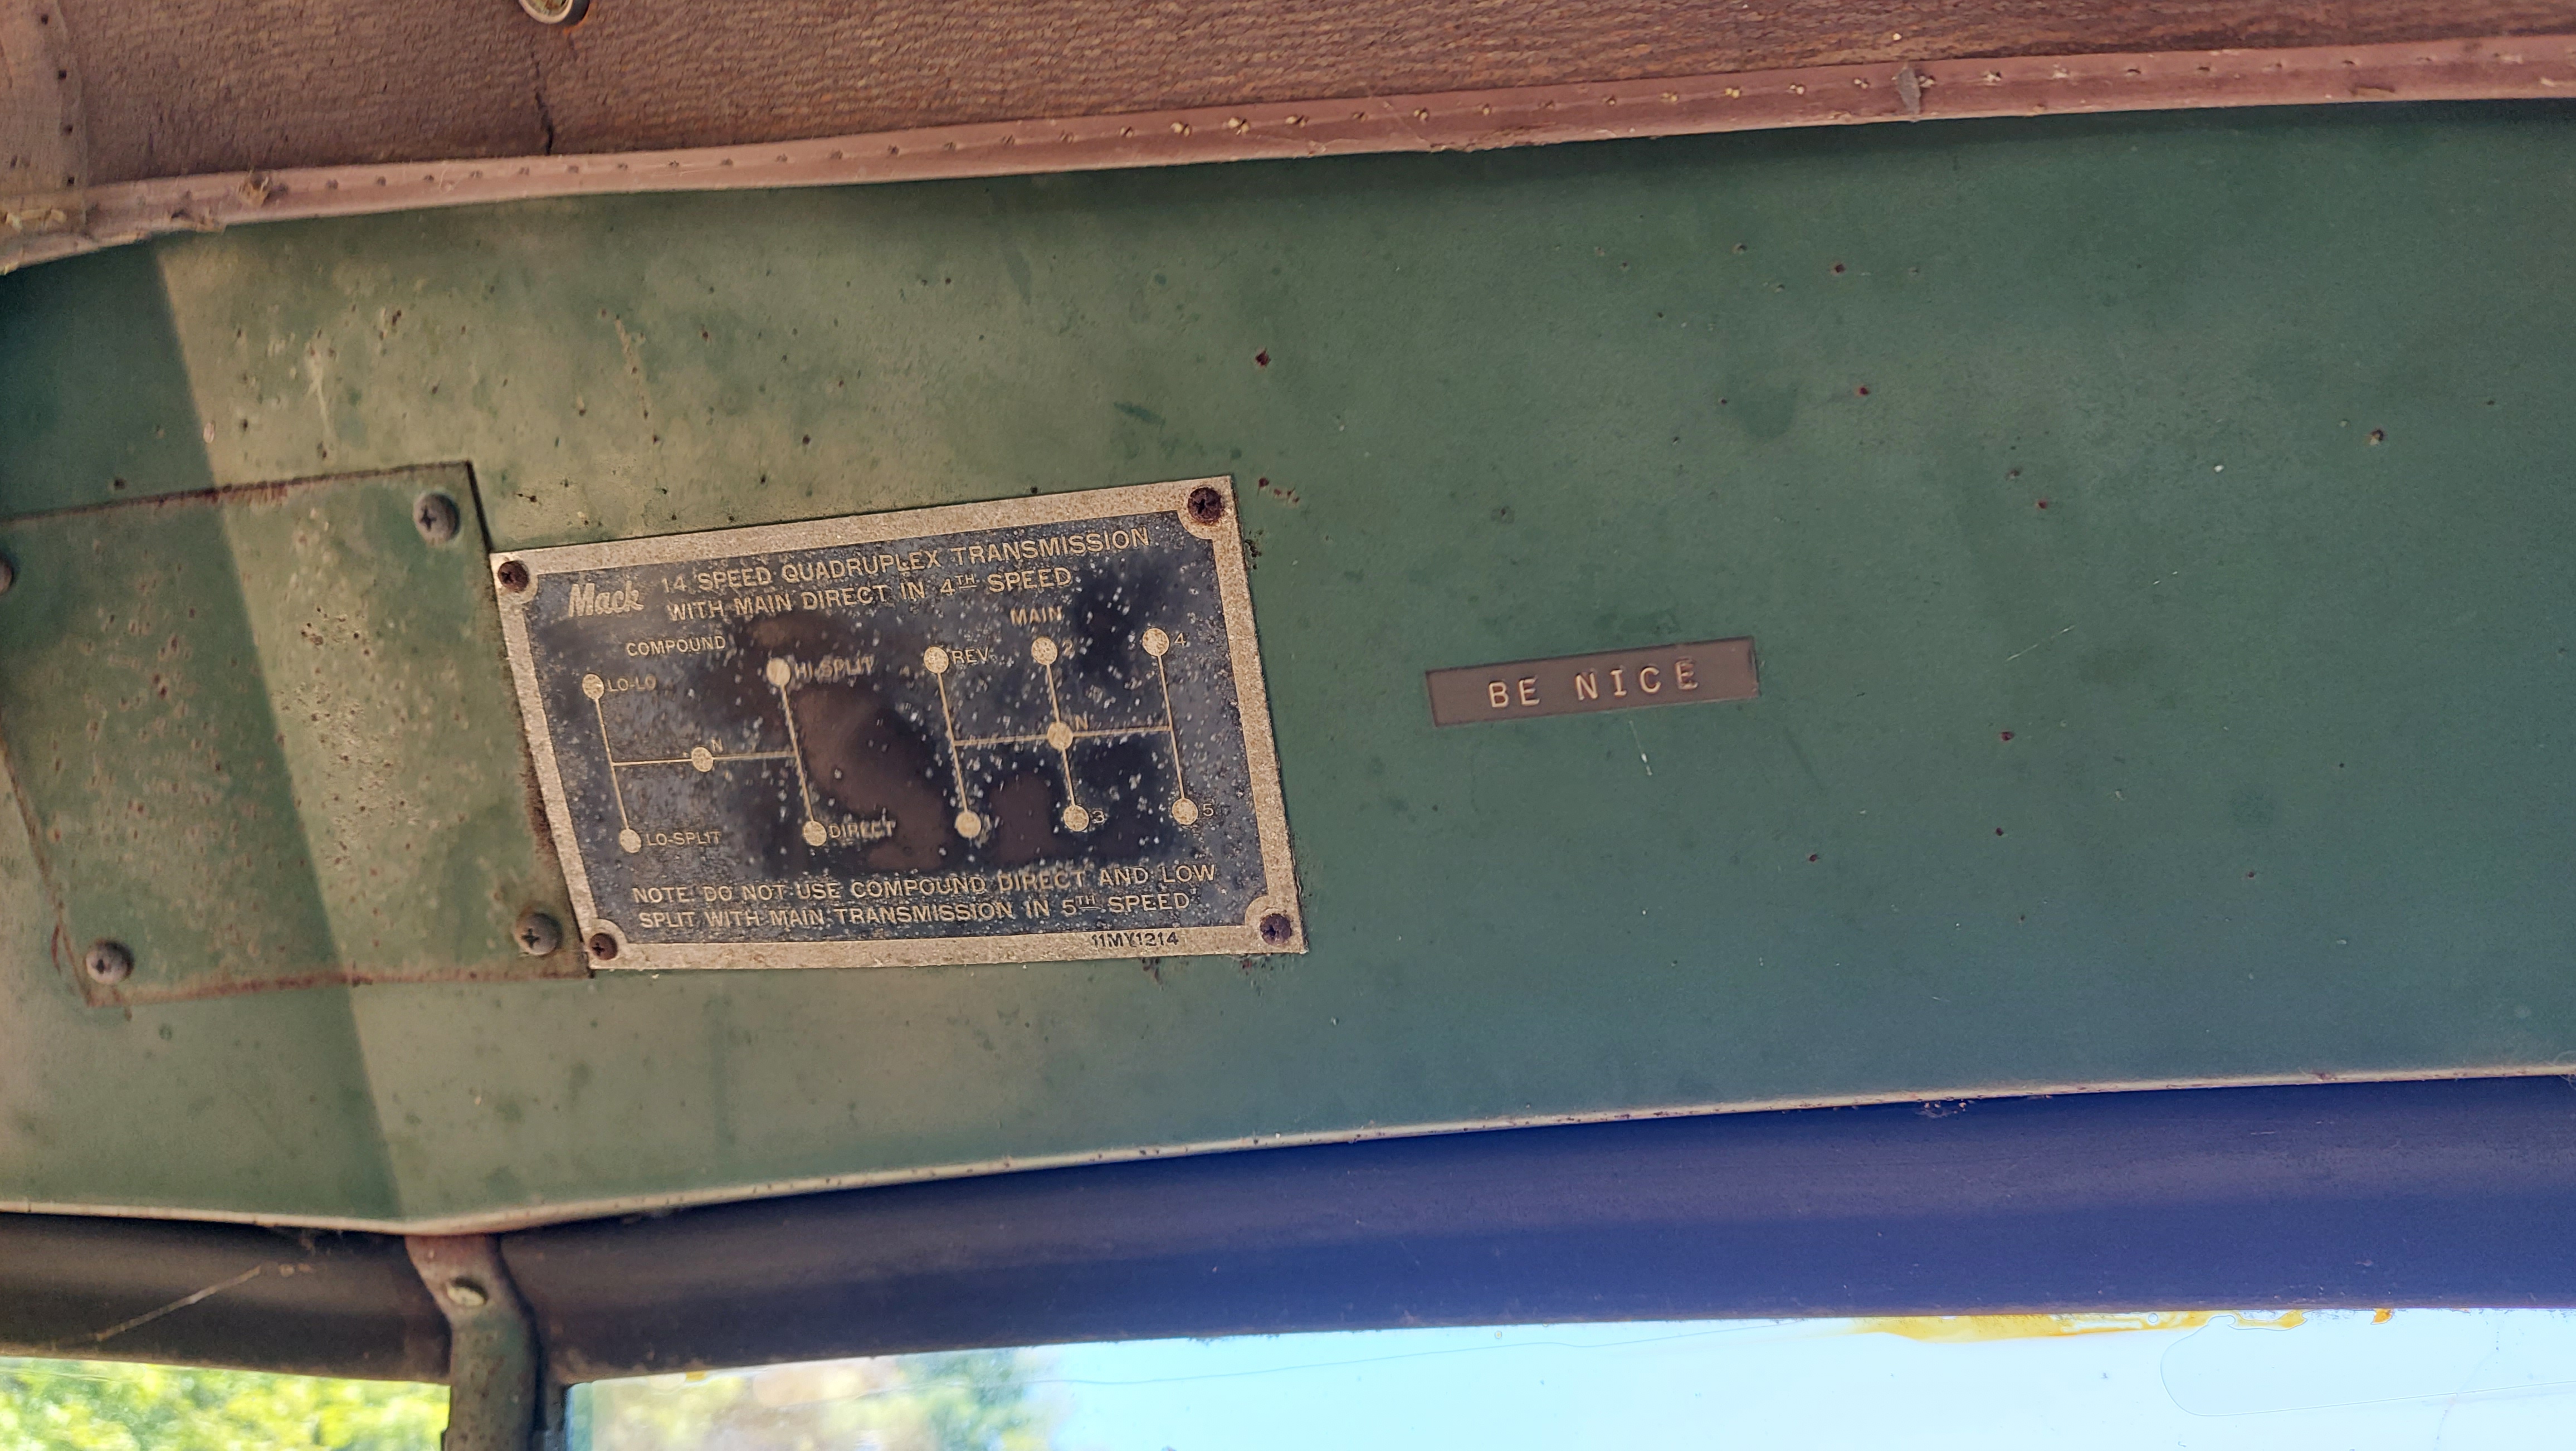 Mack 14 SPEED QUADRUPLEX TRANSMISSION
WITH MAIN DIRECT IN 4TH SPEED
COMPOUND
MAIN
LO-LO
HI-SPLIT
N
LO-SPLIT
DIRECT
REV
2
4
N
1
3
5
NOTE DO NOT USE COMPOUND DIRECT AND LOW
SPLIT WITH MAIN TRANSMISSION IN 5TH SPEED
11MY1214
BE NICE